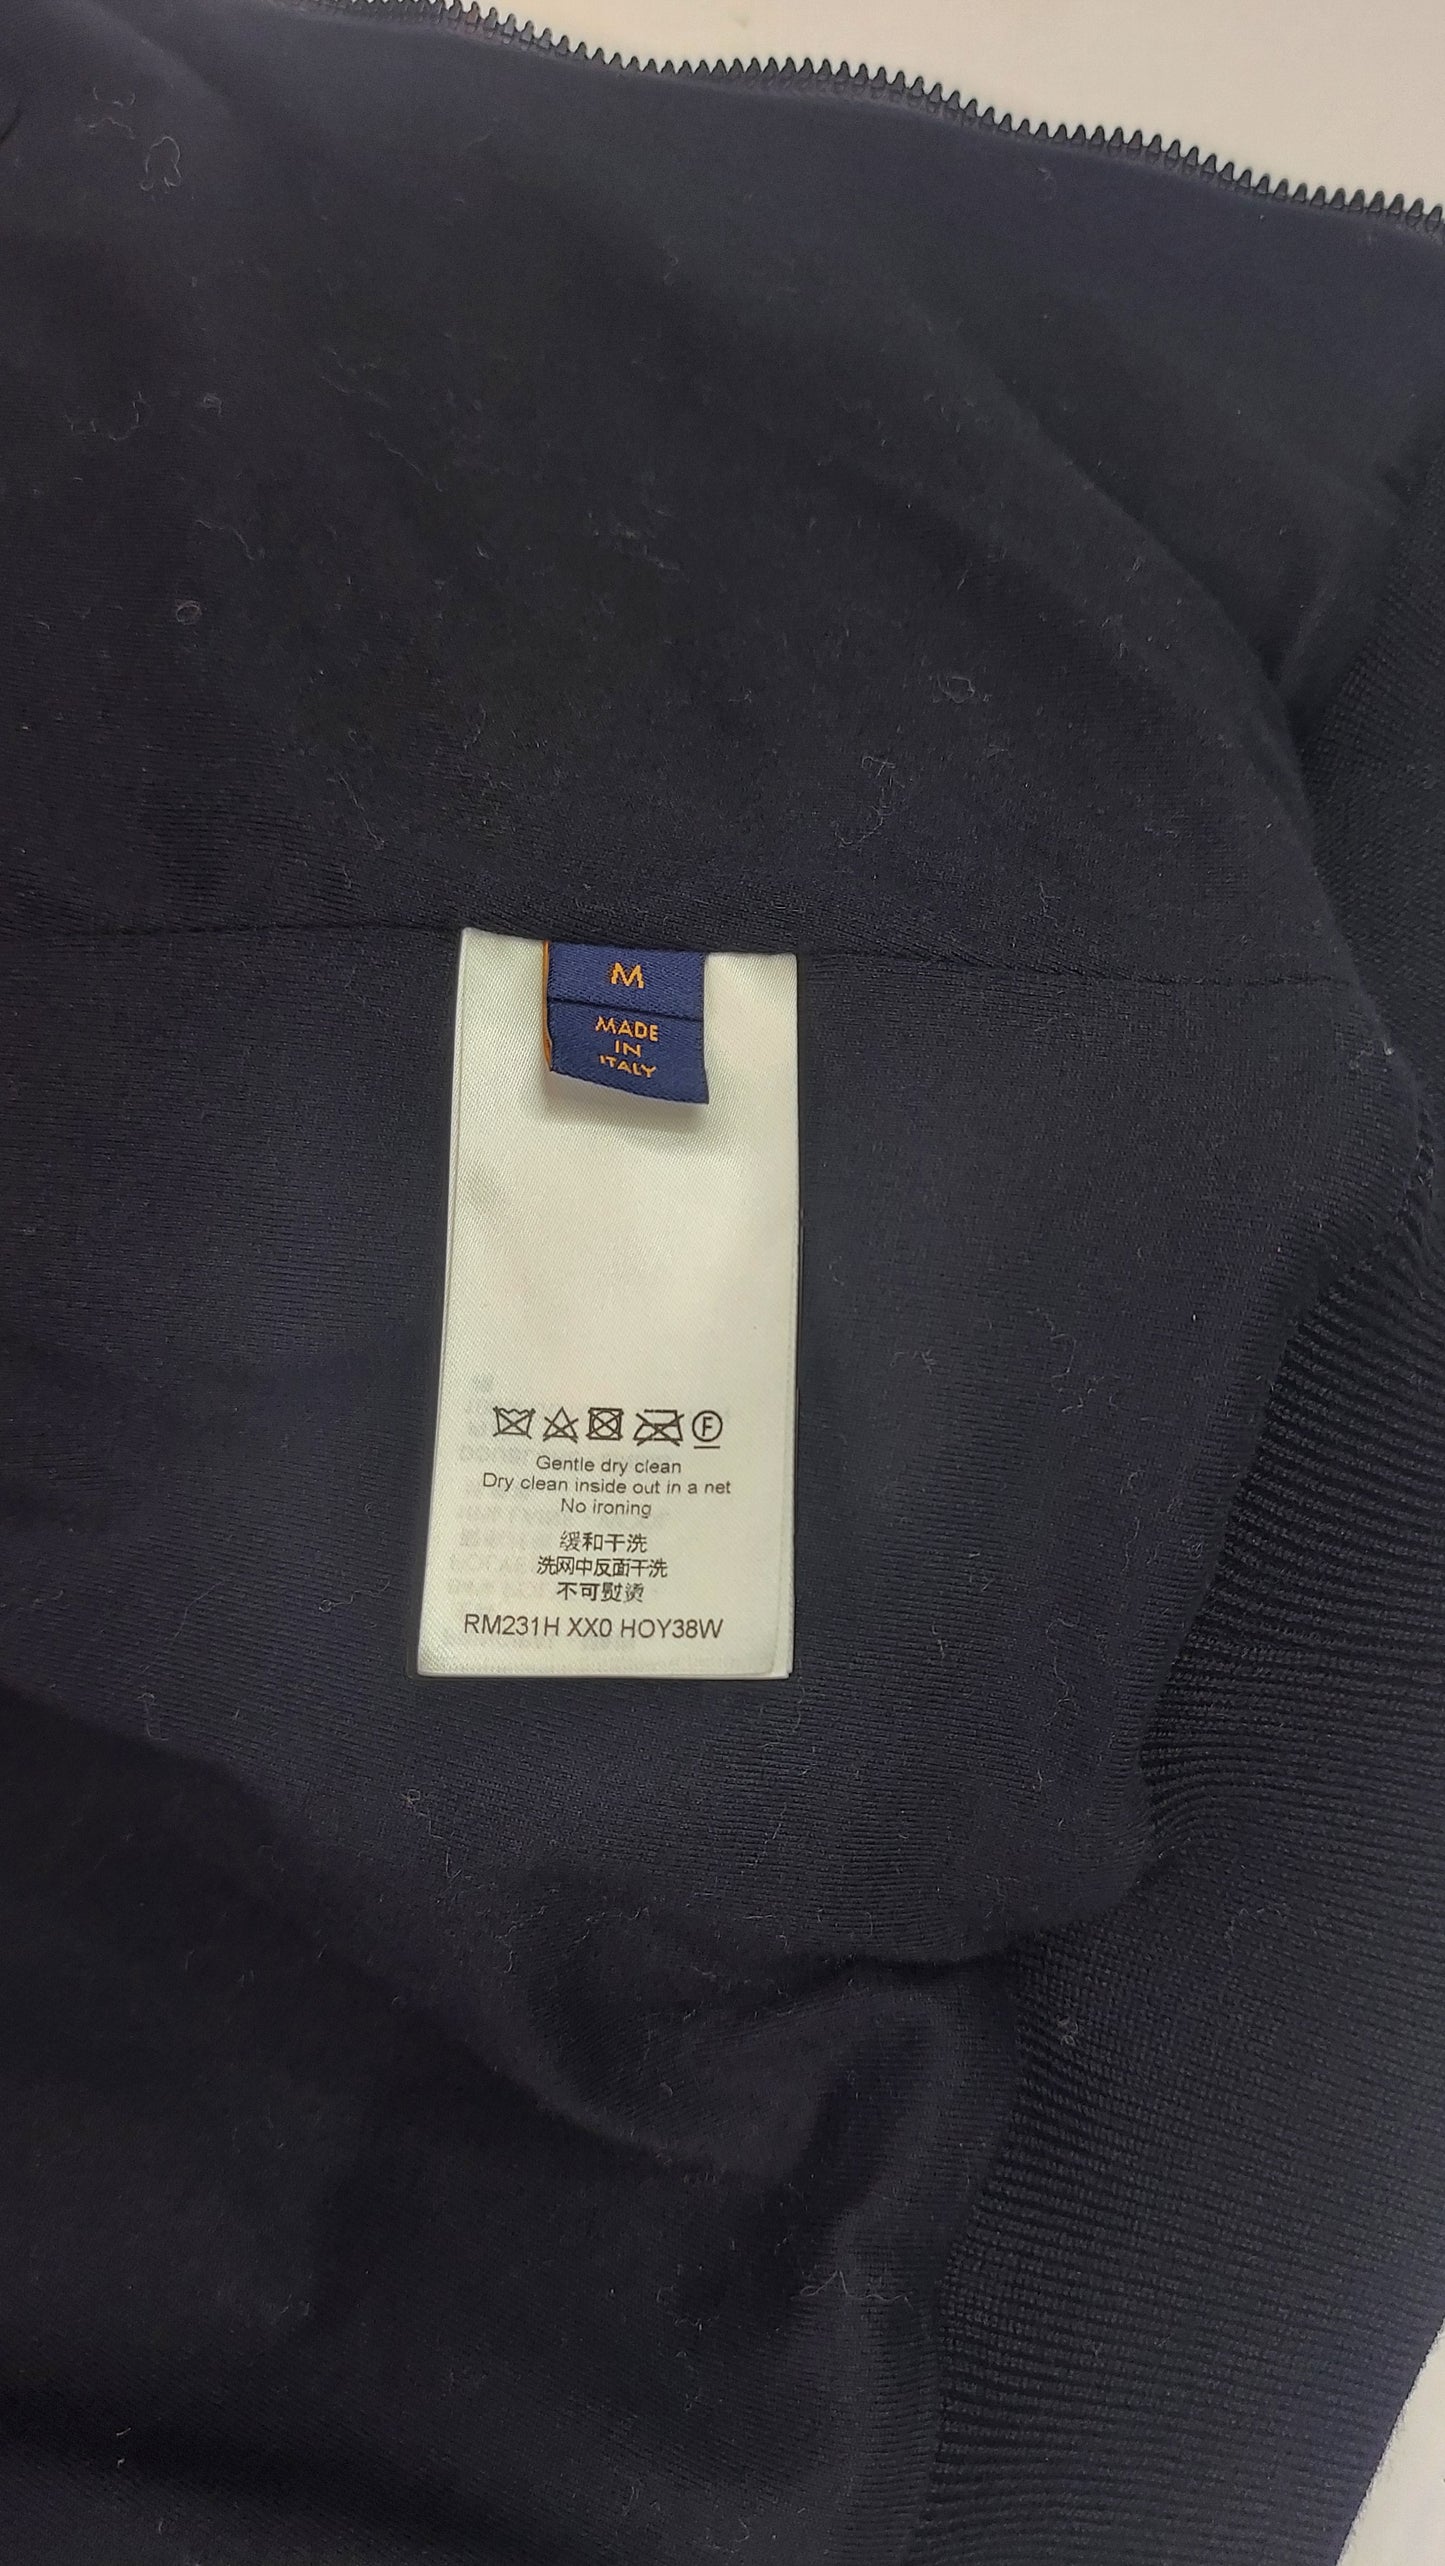 M
MADE
IN
ITALY
F
Gentle dry clean
Dry clean inside out in a net
No ironing
缓和干洗
洗网中反面干洗
不可熨烫
RM231H XX0 HOY38W